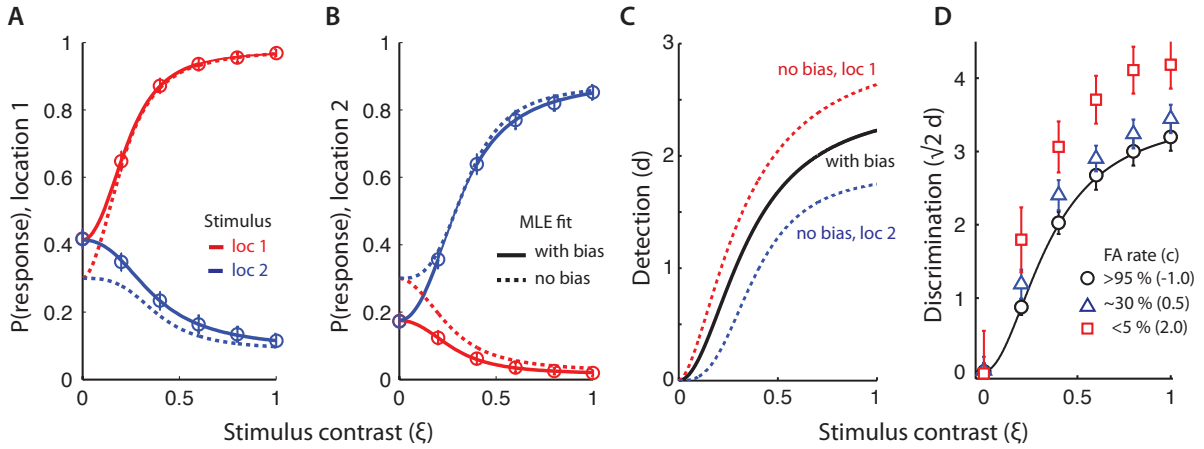 A
P(response), location 1
1
0.8
0.6
0.4
0.2
0
0
0.5
1
Stimulus
loc 1
loc 2
B
P(response), location 2
1
0.8
0.6
0.4
0.2
0
0
0.5
1
MLE fit
with bias
no bias
Stimulus contrast (ξ)
C
Detection (d)
3
2
1
0
0
0.5
1
no bias, loc 1
with bias
no bias, loc 2
D
Discrimination (√2 d)
4
3
2
1
0
0
0.5
1
FA rate (c)
>95 % (-1.0)
~30 % (0.5)
<5 % (2.0)
Stimulus contrast (ξ)